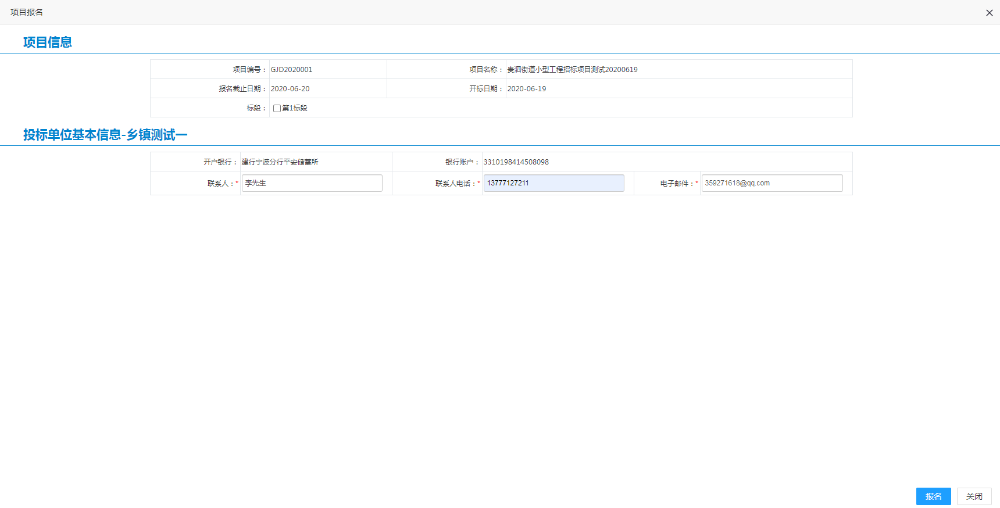 项目报名
项目信息
项目编号： GJD2020001 项目名称： 贵泗街道小型工程招标项目测试20200619
报名截止日期： 2020-06-20 开标日期： 2020-06-19
标段： 第1标段
投标单位基本信息-乡镇测试一
开户银行： 建行宁波分行平安储蓄所 银行账户： 3310198414508098
联系人：* 李先生 联系人电话：* 13777127211 电子邮件：* 359271618@qq.com
报名 关闭